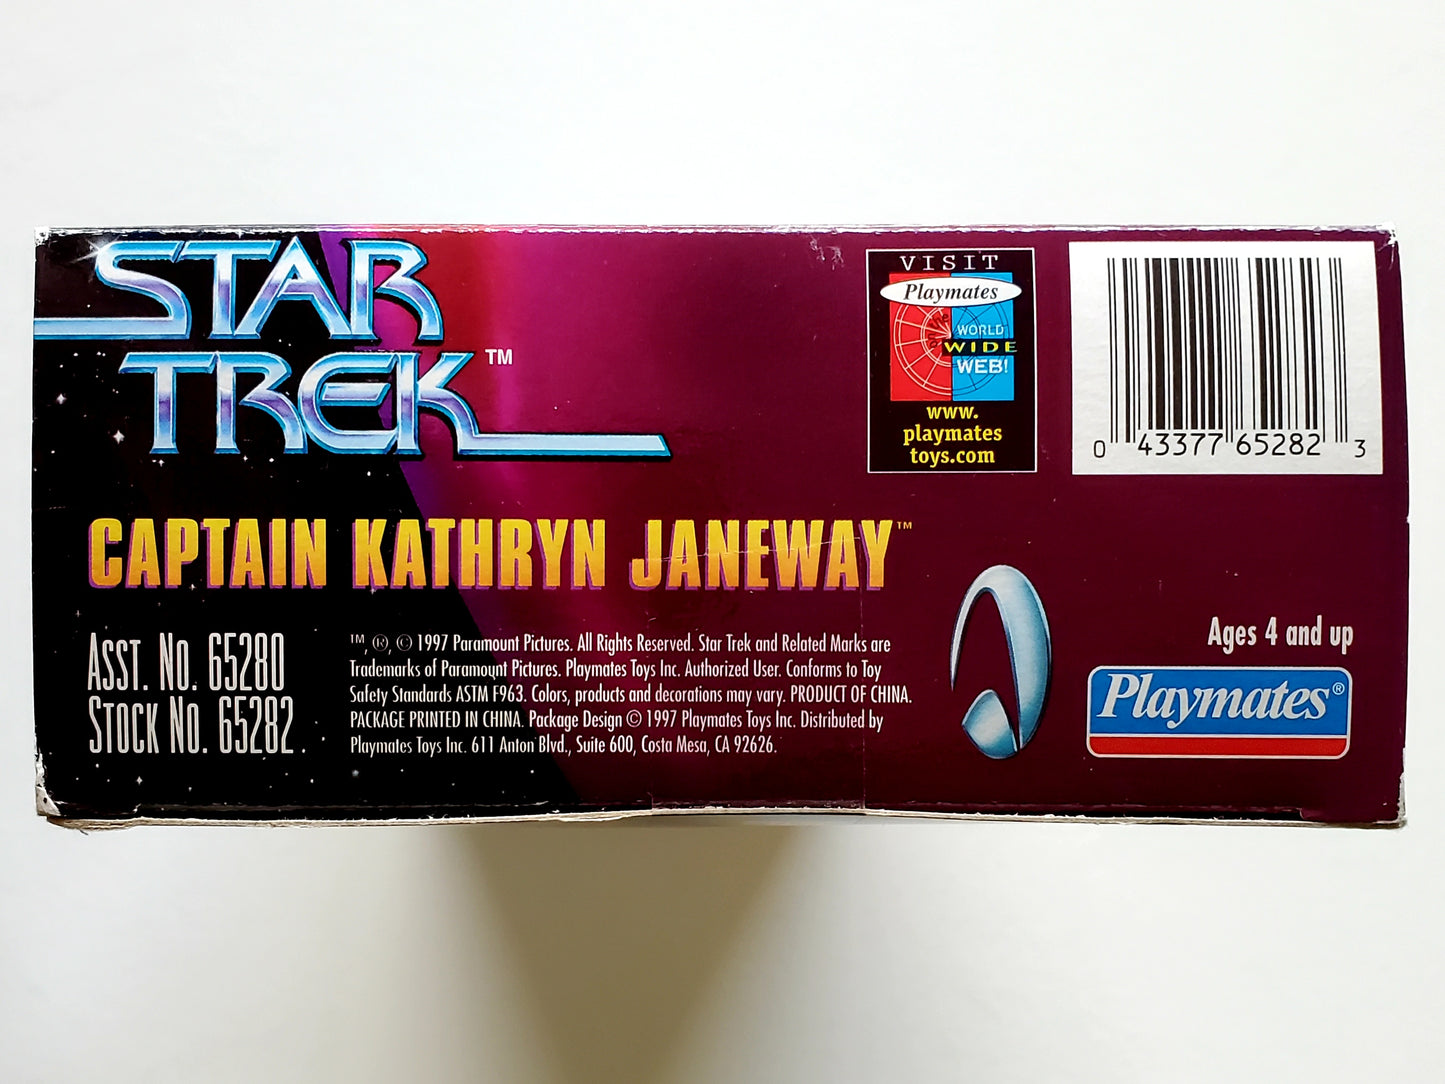 STAR
TREK™
VISIT
Playmates
on the
WORLD
WIDE
WEB!
www.
playmates
toys.com
0 43377 65282 3
CAPTAIN KATHRYN JANEWAY™
ASST. NO. 65280
STOCK NO. 65282
™, ®, © 1997 Paramount Pictures. All Rights Reserved. Star Trek and Related Marks are
Trademarks of Paramount Pictures. Playmates Toys Inc. Authorized User. Conforms to Toy
Safety Standards ASTM F963. Colors, products and decorations may vary. PRODUCT OF CHINA.
PACKAGE PRINTED IN CHINA. Package Design © 1997 Playmates Toys Inc. Distributed by
Playmates Toys Inc. 611 Anton Blvd., Suite 600, Costa Mesa, CA 92626.
Ages 4 and up
Playmates®